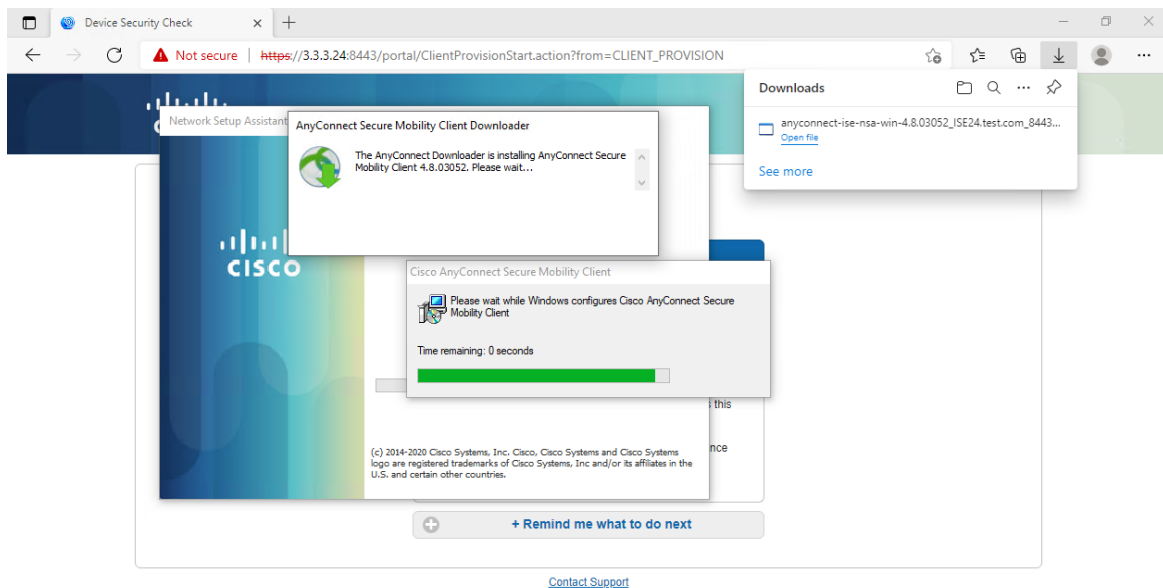 Device Security Check
Not secure
https://3.3.3.24:8443/portal/ClientProvisionStart.action?from=CLIENT_PROVISION
Downloads
anyconnect-ise-nsa-win-4.8.03052_ISE24.test.com_8443...
Open file
See more
Network Setup Assistant
AnyConnect Secure Mobility Client Downloader
The AnyConnect Downloader is installing AnyConnect Secure
Mobility Client 4.8.03052. Please wait...
CISCO
Cisco AnyConnect Secure Mobility Client
Please wait while Windows configures Cisco AnyConnect Secure
Mobility Client
Time remaining: 0 seconds
this
nce
(c) 2014-2020 Cisco Systems, Inc. Cisco, Cisco Systems and Cisco Systems
logo are registered trademarks of Cisco Systems, Inc and/or its affiliates in the
U.S. and certain other countries.
+ Remind me what to do next
Contact Support